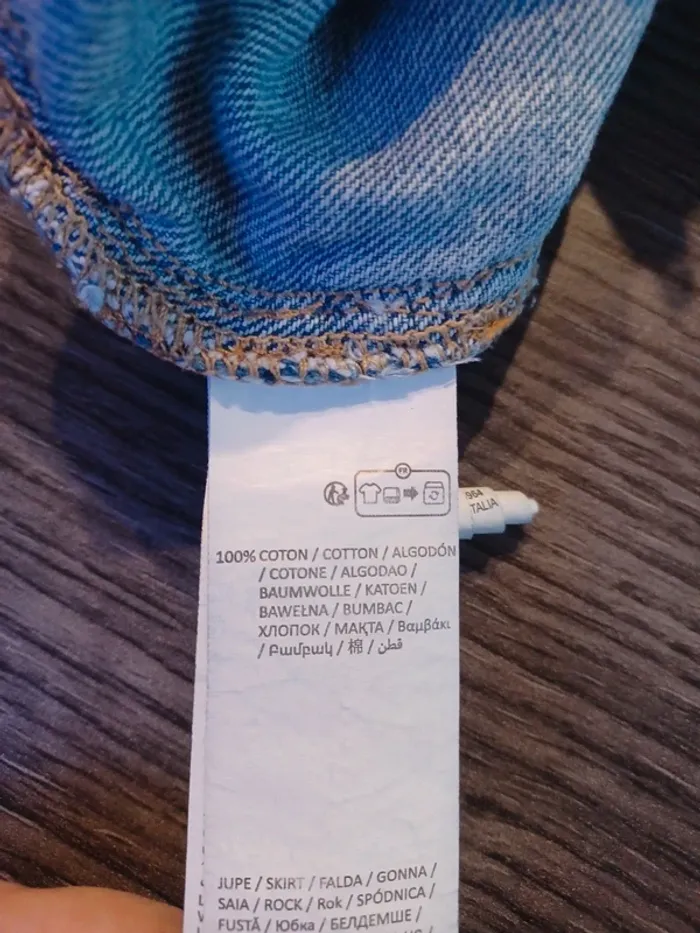 FR
964
TALIA
100% COTON / COTTON / ALGODÓN
/ COTONE / ALGODAO /
BAUMWOLLE / KATOEN /
BAWEŁNA / BUMBAC /
ХЛОПОК / МАҚТА / Βαμβάκι
/ Բամբակ / 棉 / قطن
JUPE / SKIRT / FALDA / GONNA /
SAIA / ROCK / Rok / SPÓDNICA /
FUSTĂ / Юбка / БЕЛДЕМШЕ /